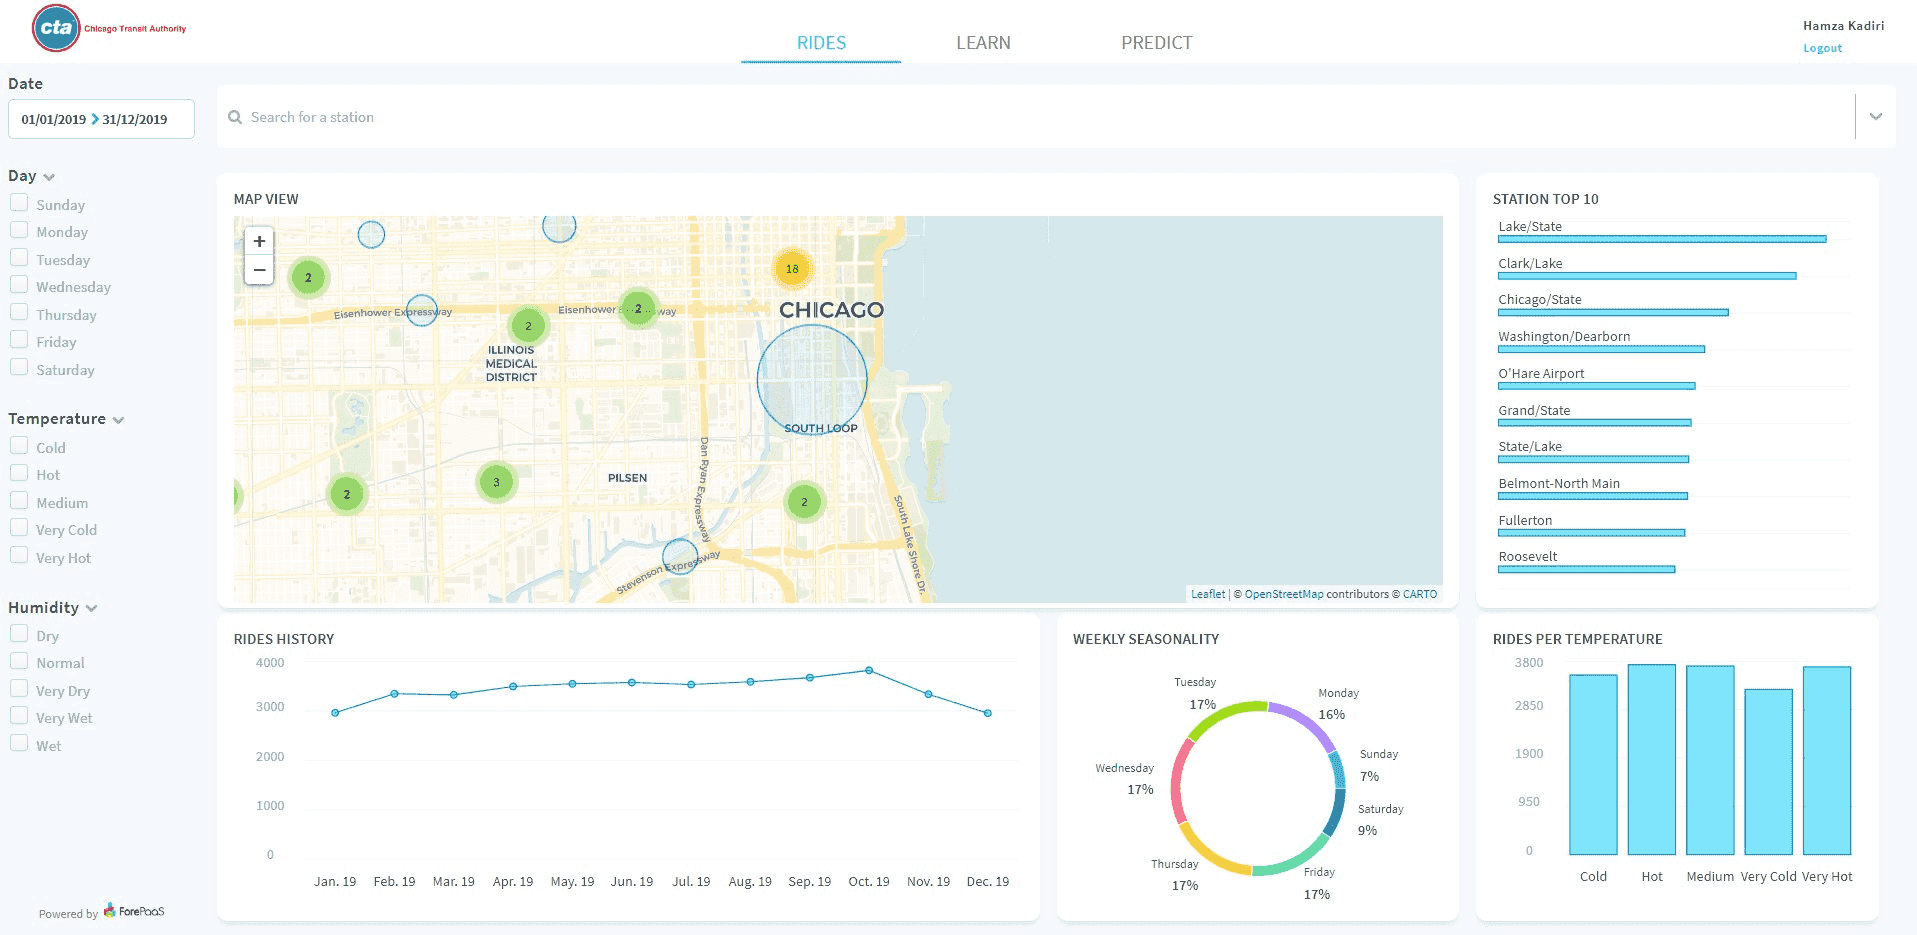 cta
Chicago Transit Authority
RIDES
LEARN
PREDICT
Hamza Kadiri
Logout
Date
01/01/2019
31/12/2019
Day
Sunday
Monday
Tuesday
Wednesday
Thursday
Friday
Saturday
Temperature
Cold
Hot
Medium
Very Cold
Very Hot
Humidity
Dry
Normal
Very Dry
Very Wet
Wet
Powered by ForePaaS
Search for a station
MAP VIEW
+
−
2
18
CHICAGO
Eisenhower Expressway
Eisenhower
2
way
2
ILLINOIS
MEDICAL
DISTRICT
SOUTH LOOP
Dan Ryan Expressway
PILSEN
2
3
2
South Lake Shore Dr.
Stevenson Expressway
Leaflet | © OpenStreetMap contributors © CARTO
STATION TOP 10
Lake/State
Clark/Lake
Chicago/State
Washington/Dearborn
O'Hare Airport
Grand/State
State/Lake
Belmont-North Main
Fullerton
Roosevelt
RIDES HISTORY
4000
3000
2000
1000
0
Jan. 19
Feb. 19
Mar. 19
Apr. 19
May. 19
Jun. 19
Jul. 19
Aug. 19
Sep. 19
Oct. 19
Nov. 19
Dec. 19
WEEKLY SEASONALITY
Tuesday
17%
Monday
16%
Sunday
7%
Wednesday
17%
Saturday
9%
Thursday
17%
Friday
17%
RIDES PER TEMPERATURE
3800
2850
1900
950
0
Cold
Hot
Medium
Very Cold
Very Hot